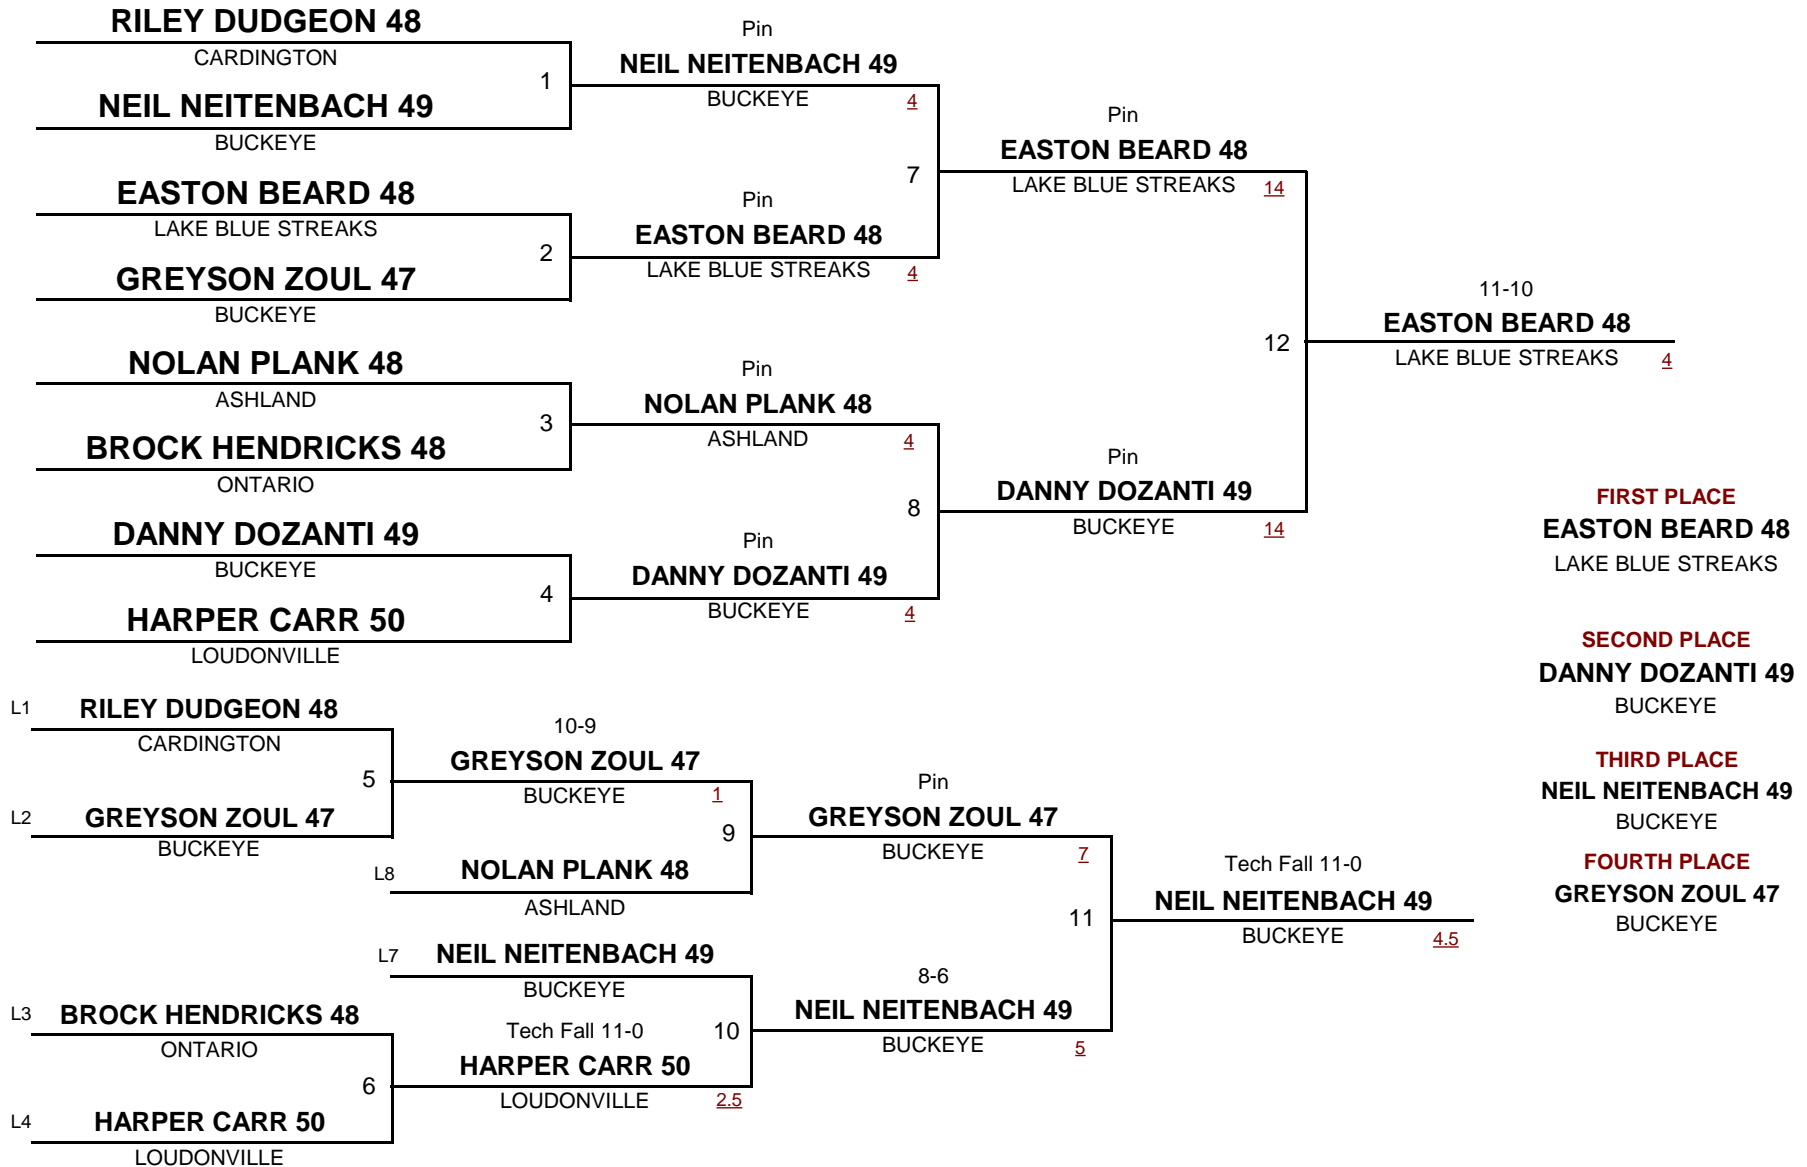 RILEY DUDGEON 48
CARDINGTON
1
NEIL NEITENBACH 49
BUCKEYE
EASTON BEARD 48
LAKE BLUE STREAKS
2
GREYSON ZOUL 47
BUCKEYE
NOLAN PLANK 48
ASHLAND
3
BROCK HENDRICKS 48
ONTARIO
DANNY DOZANTI 49
BUCKEYE
4
HARPER CARR 50
LOUDONVILLE
Pin
NEIL NEITENBACH 49
BUCKEYE 4
7
Pin
EASTON BEARD 48
LAKE BLUE STREAKS 4
Pin
NOLAN PLANK 48
ASHLAND 4
8
Pin
DANNY DOZANTI 49
BUCKEYE 4
Pin
EASTON BEARD 48
LAKE BLUE STREAKS 14
12
Pin
DANNY DOZANTI 49
BUCKEYE 14
11-10
EASTON BEARD 48
LAKE BLUE STREAKS 4
FIRST PLACE
EASTON BEARD 48
LAKE BLUE STREAKS
SECOND PLACE
DANNY DOZANTI 49
BUCKEYE
THIRD PLACE
NEIL NEITENBACH 49
BUCKEYE
FOURTH PLACE
GREYSON ZOUL 47
BUCKEYE
L1 RILEY DUDGEON 48
CARDINGTON
5
L2 GREYSON ZOUL 47
BUCKEYE
L3 BROCK HENDRICKS 48
ONTARIO
6
L4 HARPER CARR 50
LOUDONVILLE
10-9
GREYSON ZOUL 47
BUCKEYE 1
9
L8 NOLAN PLANK 48
ASHLAND
L7 NEIL NEITENBACH 49
BUCKEYE
Tech Fall 11-0 10
HARPER CARR 50
LOUDONVILLE 2.5
Pin
GREYSON ZOUL 47
BUCKEYE 7
11
8-6
NEIL NEITENBACH 49
BUCKEYE 5
Tech Fall 11-0
NEIL NEITENBACH 49
BUCKEYE 4.5